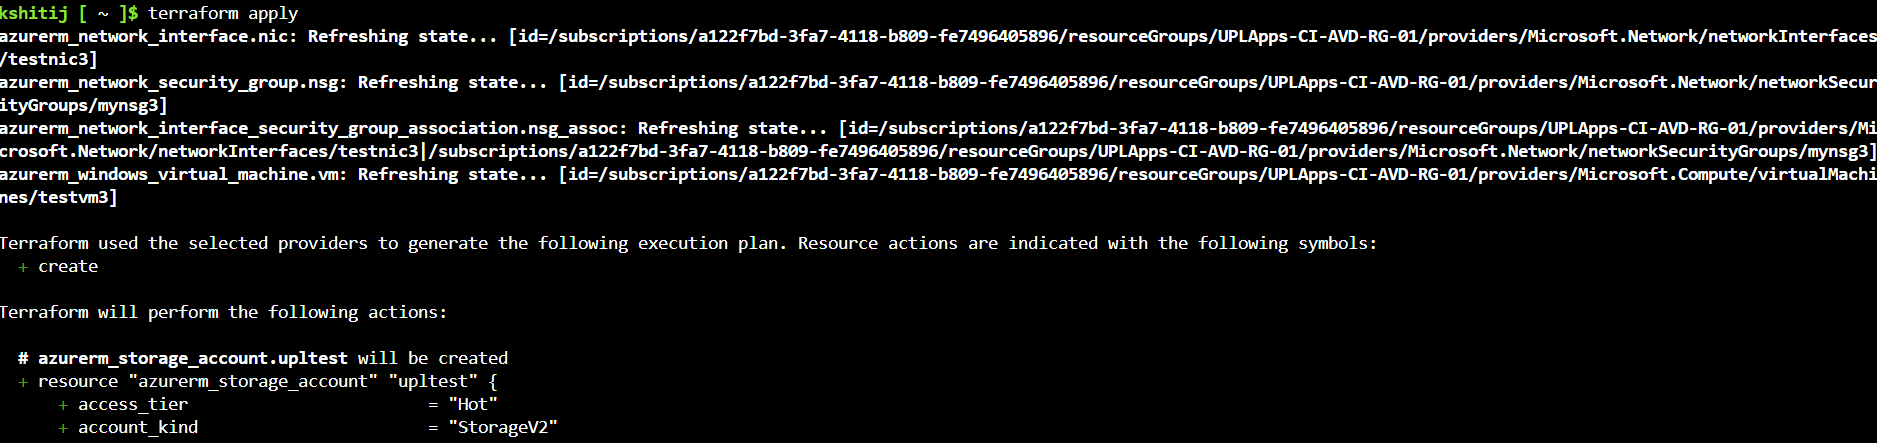 kshitij [ ~ ]$ terraform apply
azurerm_network_interface.nic: Refreshing state... [id=/subscriptions/a122f7bd-3fa7-4118-b809-fe7496405896/resourceGroups/UPLApps-CI-AVD-RG-01/providers/Microsoft.Network/networkInterfaces
/testnic3]
azurerm_network_security_group.nsg: Refreshing state... [id=/subscriptions/a122f7bd-3fa7-4118-b809-fe7496405896/resourceGroups/UPLApps-CI-AVD-RG-01/providers/Microsoft.Network/networkSecur
ityGroups/mynsg3]
azurerm_network_interface_security_group_association.nsg_assoc: Refreshing state... [id=/subscriptions/a122f7bd-3fa7-4118-b809-fe7496405896/resourceGroups/UPLApps-CI-AVD-RG-01/providers/Mi
crosoft.Network/networkInterfaces/testnic3|/subscriptions/a122f7bd-3fa7-4118-b809-fe7496405896/resourceGroups/UPLApps-CI-AVD-RG-01/providers/Microsoft.Network/networkSecurityGroups/mynsg3]
azurerm_windows_virtual_machine.vm: Refreshing state... [id=/subscriptions/a122f7bd-3fa7-4118-b809-fe7496405896/resourceGroups/UPLApps-CI-AVD-RG-01/providers/Microsoft.Compute/virtualMachi
nes/testvm3]
Terraform used the selected providers to generate the following execution plan. Resource actions are indicated with the following symbols:
  + create
Terraform will perform the following actions:
  # azurerm_storage_account.upltest will be created
  + resource "azurerm_storage_account" "upltest" {
      + access_tier                        = "Hot"
      + account_kind                       = "StorageV2"